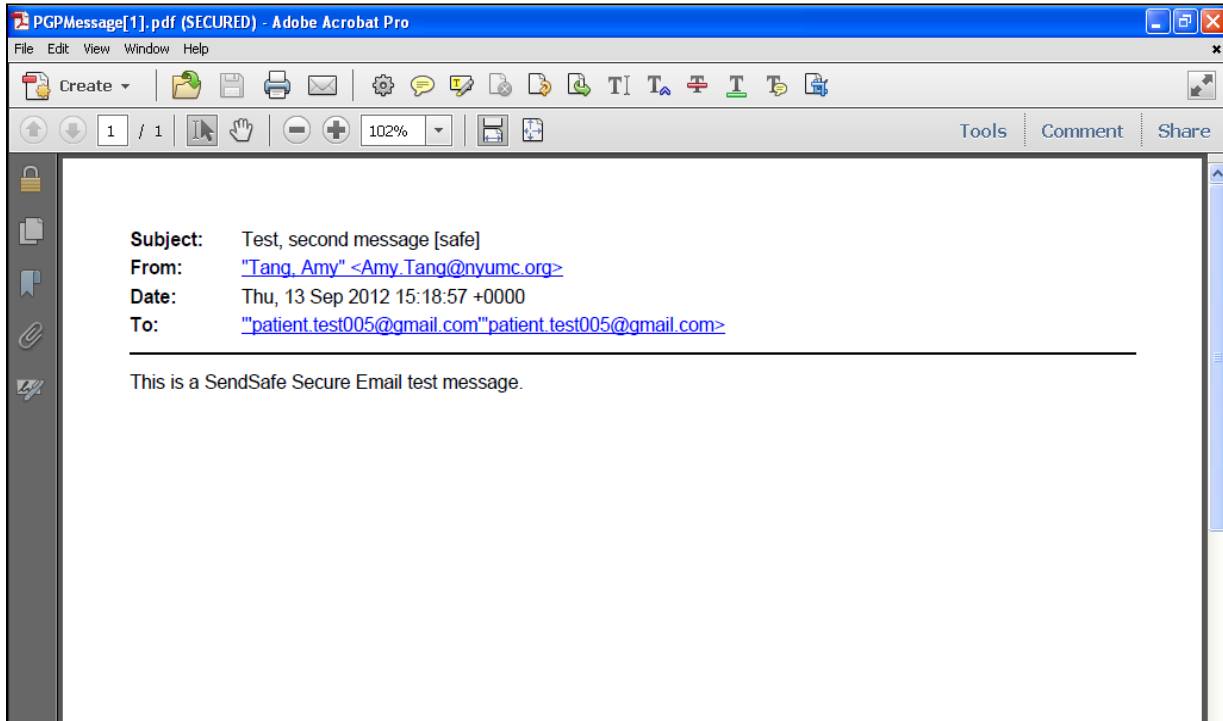 PGPMessage[1].pdf (SECURED) - Adobe Acrobat Pro
File Edit View Window Help
Create
1 / 1 102% Tools Comment Share
Subject: Test, second message [safe]
From: "Tang, Amy" <Amy.Tang@nyumc.org>
Date: Thu, 13 Sep 2012 15:18:57 +0000
To: "'patient.test005@gmail.com'"patient.test005@gmail.com>
This is a SendSafe Secure Email test message.